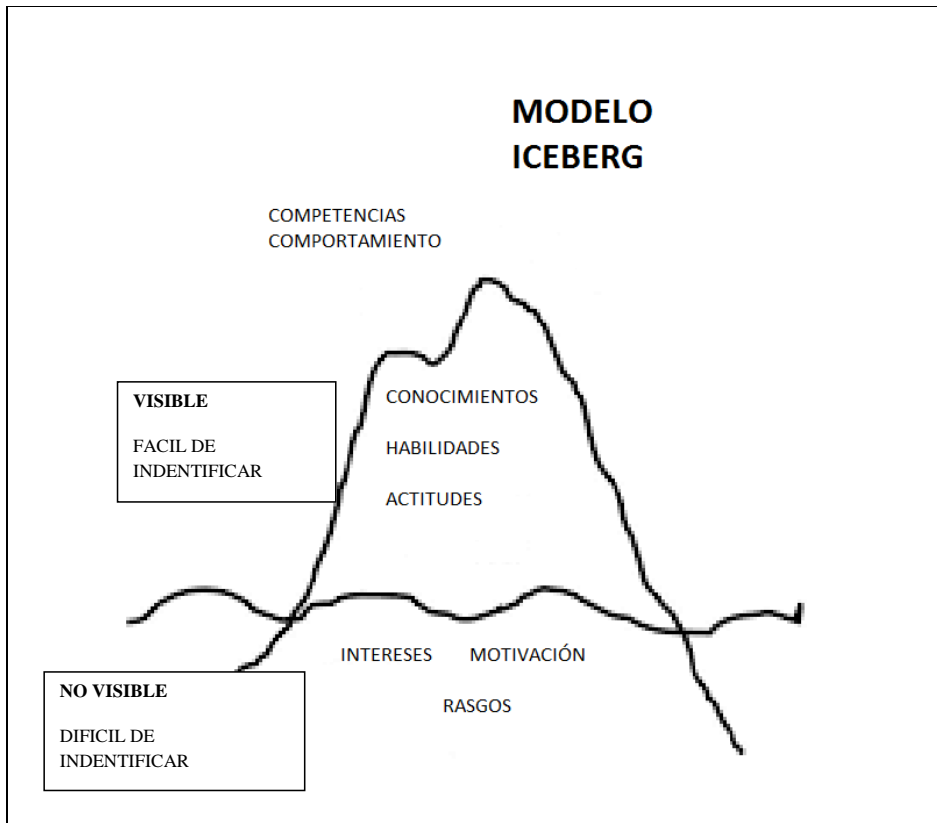 MODELO
ICEBERG
COMPETENCIAS
COMPORTAMIENTO
VISIBLE
FACIL DE
INDENTIFICAR
CONOCIMIENTOS
HABILIDADES
ACTITUDES
INTERESES MOTIVACIÓN
RASGOS
NO VISIBLE
DIFICIL DE
INDENTIFICAR